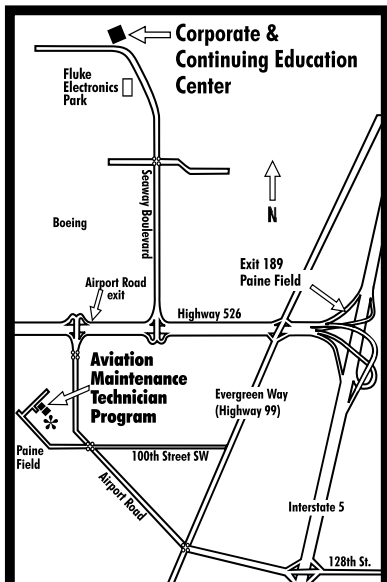 Corporate &
Continuing Education
Center
Fluke
Electronics
Park
Seaway Boulevard
N
Boeing
Exit 189
Paine Field
Airport Road
exit
Highway 526
Aviation
Maintenance
Technician
Program
Evergreen Way
(Highway 99)
Paine
Field
100th Street SW
Airport Road
Interstate 5
128th St.